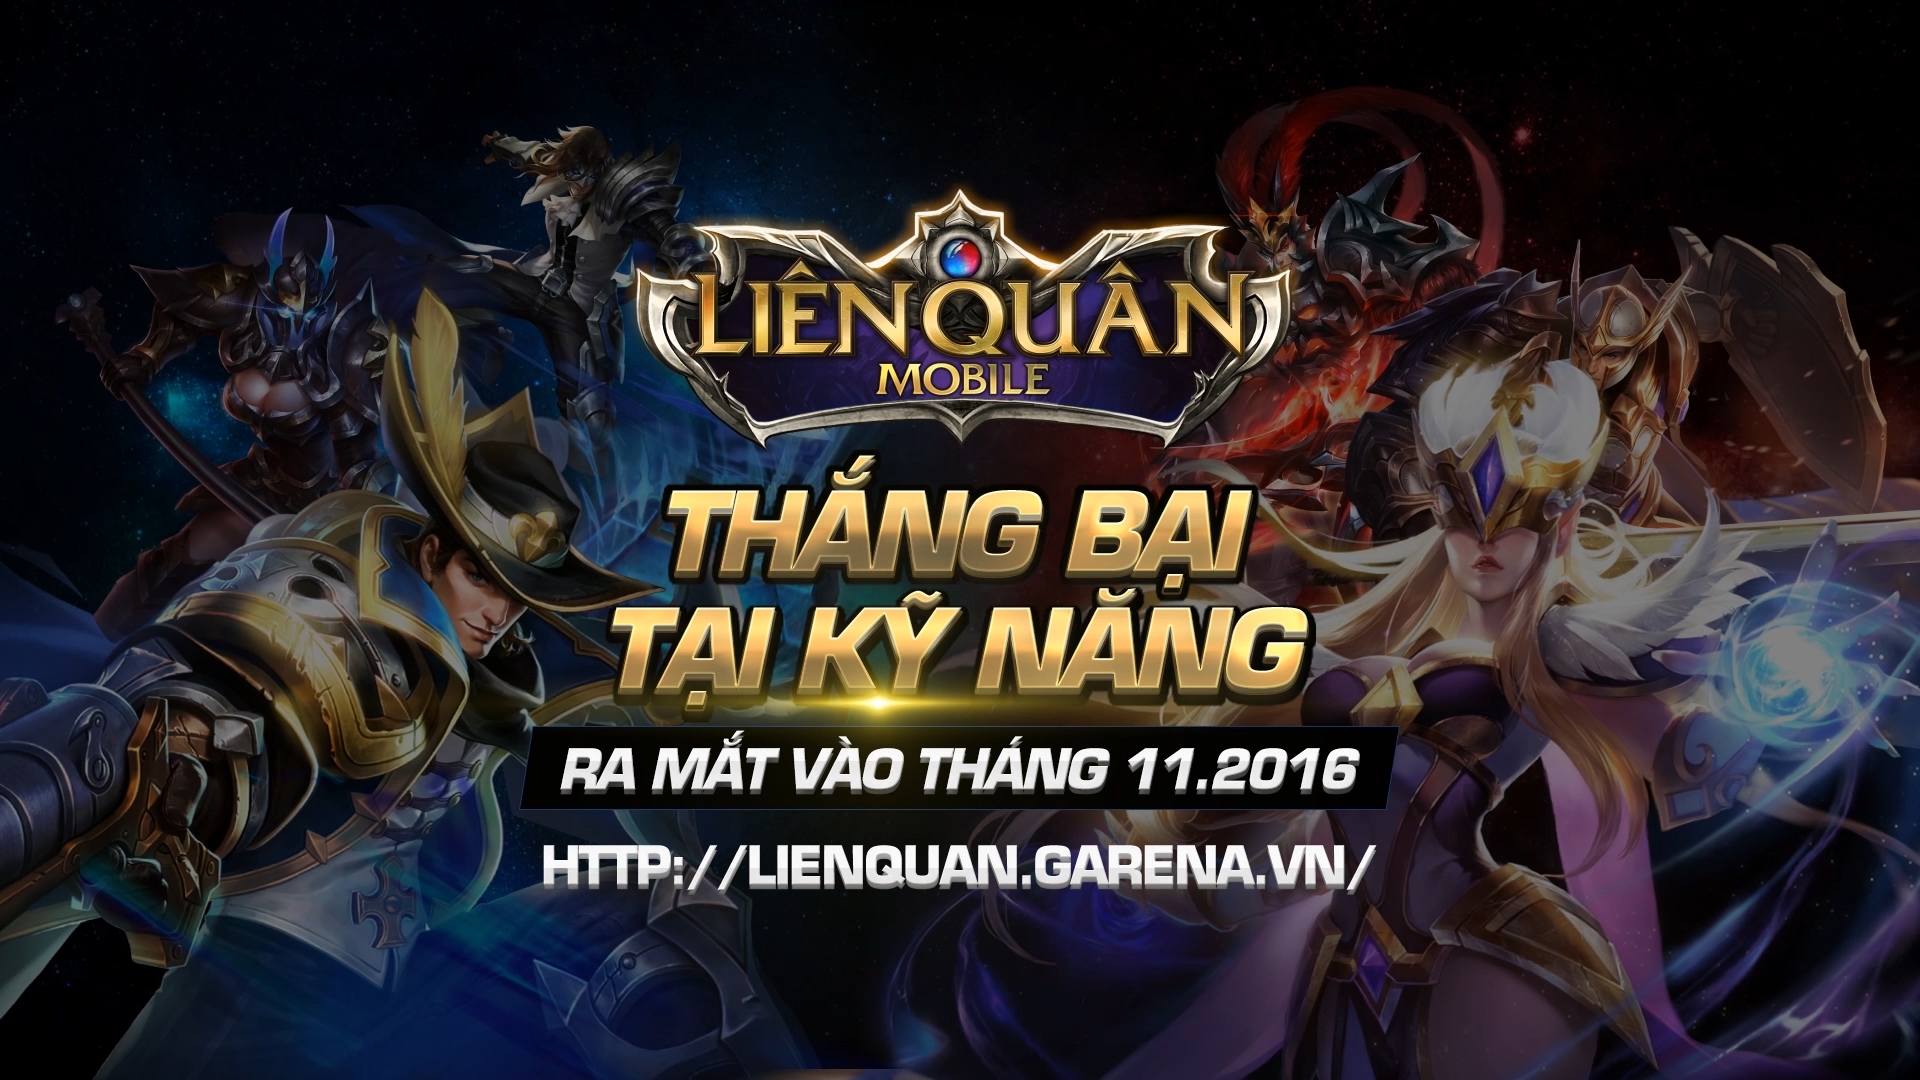 LIÊN QUÂN
MOBILE
THẮNG BẠI
TẠI KỸ NĂNG
RA MẮT VÀO THÁNG 11.2016
HTTP://LIENQUAN.GARENA.VN/